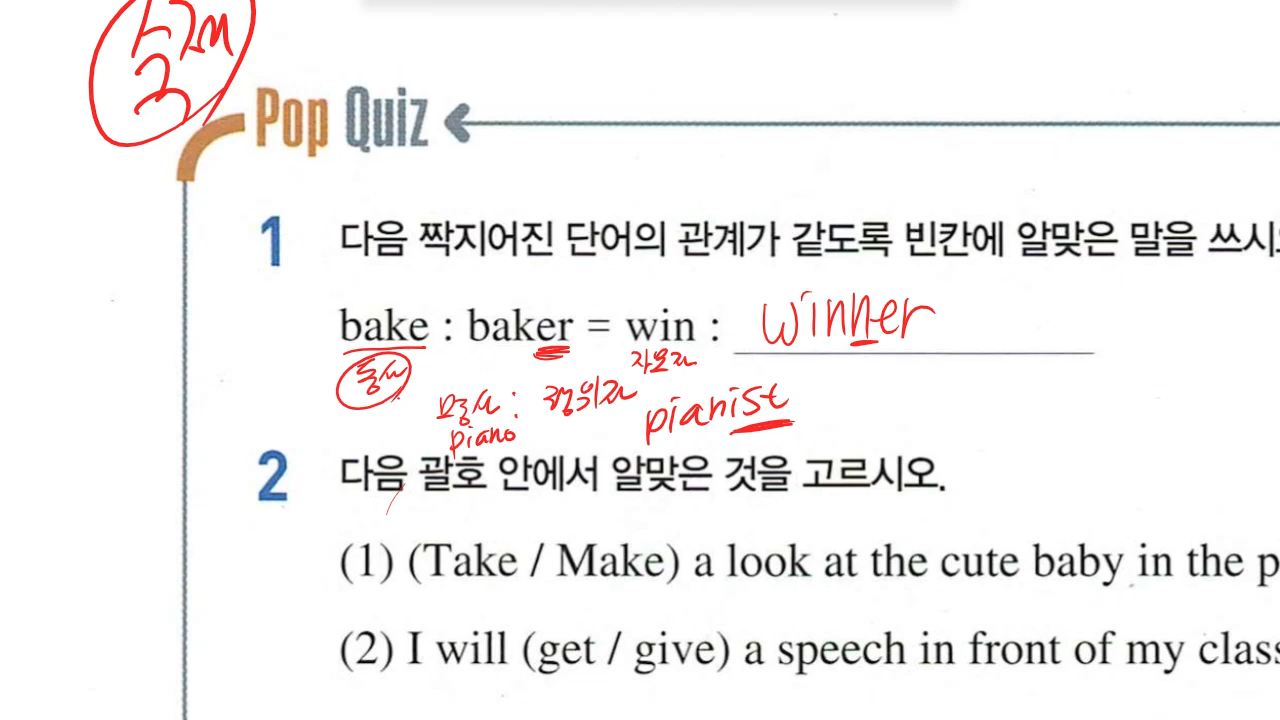 Pop Quiz
1 다음 짝지어진 단어의 관계가 같도록 빈칸에 알맞은 말을 쓰시오
bake : baker = win : winner
동사
명사 : 행위자 pianist
piano
2 다음 괄호 안에서 알맞은 것을 고르시오.
(1) (Take / Make) a look at the cute baby in the p
(2) I will (get / give) a speech in front of my class